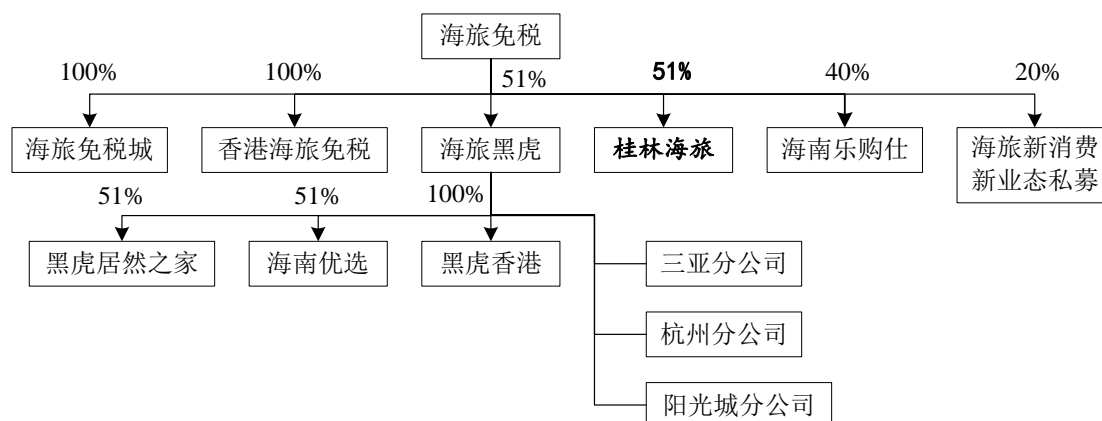 海旅免税
100%
100%
51%
51%
40%
20%
海旅免税城
香港海旅免税
海旅黑虎
桂林海旅
海南乐购仕
海旅新消费
新业态私募
51%
51%
100%
黑虎居然之家
海南优选
黑虎香港
三亚分公司
杭州分公司
阳光城分公司